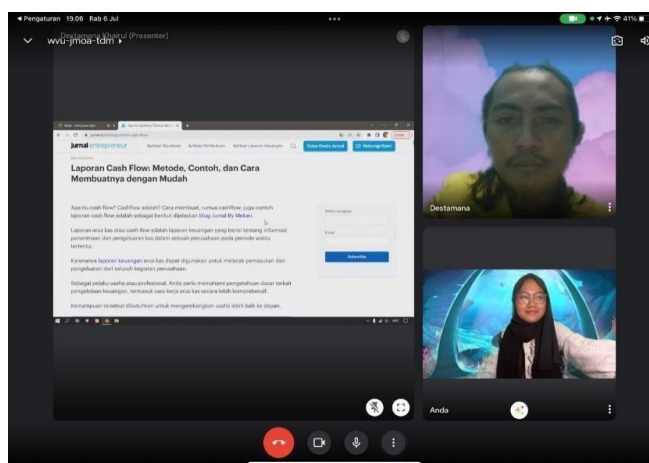 ◄ Pengaturan 19.06 Rab 6 Jul
41%
Destamana Khairul (Presenter)
wvu-jmoa-tdm
jurnal entrepreneur Aplikasi Akuntansi Aplikasi Pembukuan Aplikasi Laporan Keuangan Coba Gratis Jurnal Hubungi Kami
Laporan Cash Flow: Metode, Contoh, dan Cara
Membuatnya dengan Mudah
Apa itu cash flow? Cashflow adalah? Cara membuat, rumus cashflow, juga contoh
laporan cash flow adalah sebagai berikut dijelaskan blog Jurnal By Mekari.
Laporan arus kas atau cash flow adalah laporan keuangan yang berisi tentang informasi
penerimaan dan pengeluaran kas dalam sebuah perusahaan pada periode waktu
tertentu.
Karenanya laporan keuangan arus kas dapat digunakan untuk melacak pemasukan dan
pengeluaran dari seluruh kegiatan perusahaan.
Sebagai pelaku usaha atau profesional, Anda perlu memahami pengetahuan dasar terkait
pengelolaan keuangan, termasuk cara kerja arus kas secara lebih komprehensif.
Kemampuan tersebut dibutuhkan untuk mengembangkan usaha lebih baik ke depan.
Nama Lengkap
Email
Subscribe
Destamana
Anda